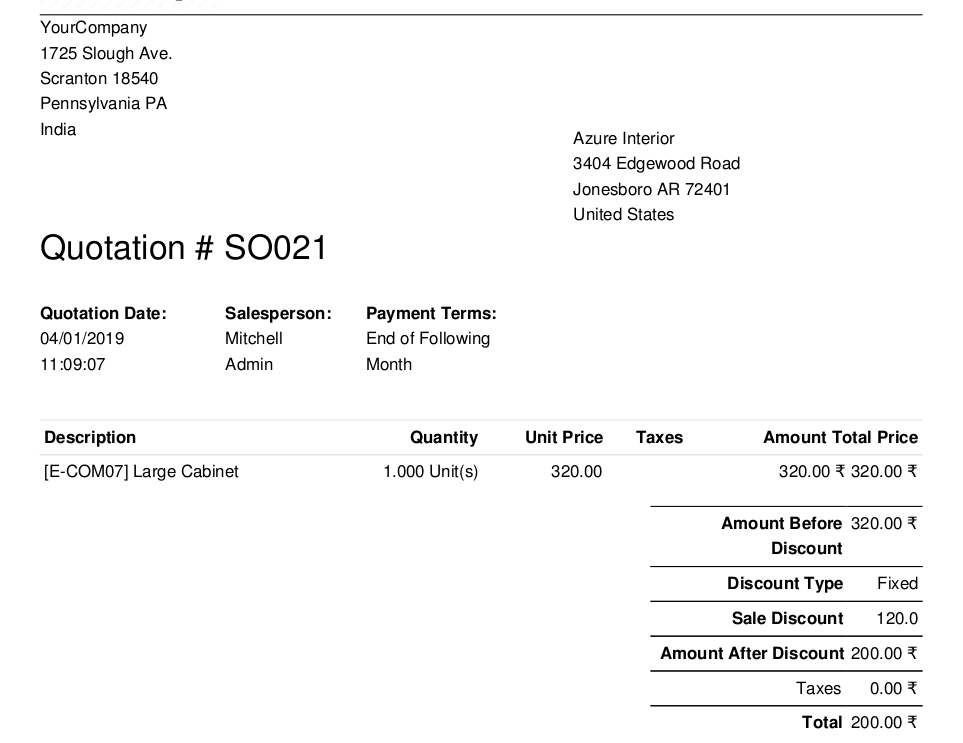 YourCompany
1725 Slough Ave.
Scranton 18540
Pennsylvania PA
India
Azure Interior
3404 Edgewood Road
Jonesboro AR 72401
United States
Quotation # SO021
Quotation Date: Salesperson: Payment Terms:
04/01/2019 Mitchell End of Following
11:09:07 Admin Month
Description Quantity Unit Price Taxes Amount Total Price
[E-COM07] Large Cabinet 1.000 Unit(s) 320.00 320.00 ₹ 320.00 ₹
Amount Before 320.00 ₹
Discount
Discount Type Fixed
Sale Discount 120.0
Amount After Discount 200.00 ₹
Taxes 0.00 ₹
Total 200.00 ₹